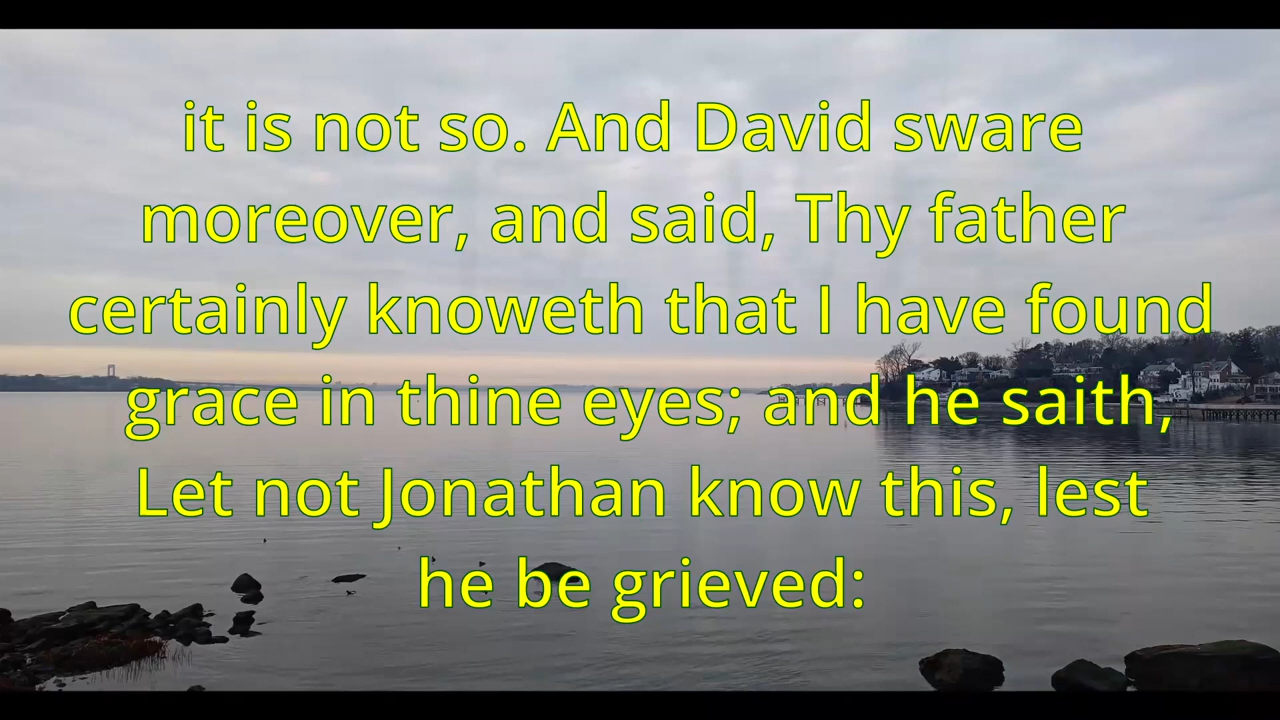 it is not so. And David sware
moreover, and said, Thy father
certainly knoweth that I have found
grace in thine eyes; and he saith,
Let not Jonathan know this, lest
he be grieved: